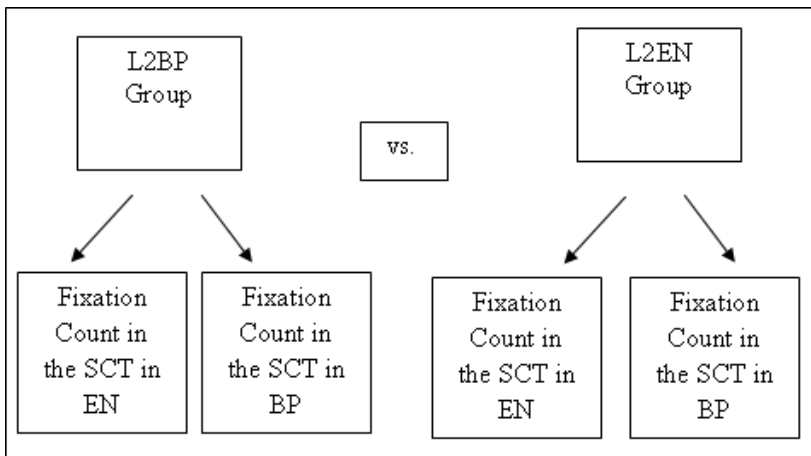 L2BP
Group
vs.
L2EN
Group
Fixation
Count in
the SCT in
EN
Fixation
Count in
the SCT in
BP
Fixation
Count in
the SCT in
EN
Fixation
Count in
the SCT in
BP